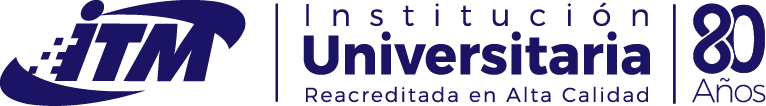 iTM
Institución
Universitaria
Reacreditada en Alta Calidad
80
Años